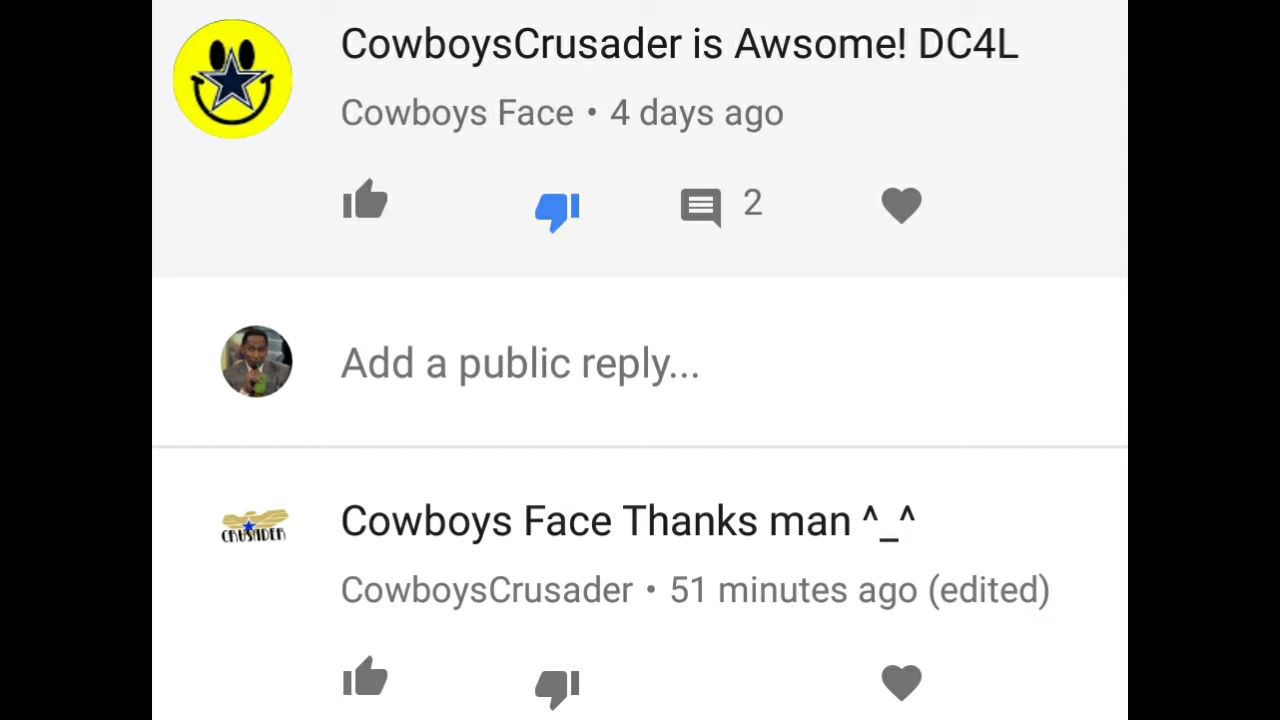 CowboysCrusader is Awsome! DC4L
Cowboys Face • 4 days ago
2
Add a public reply...
CRUSADER
Cowboys Face Thanks man ^_^
CowboysCrusader • 51 minutes ago (edited)